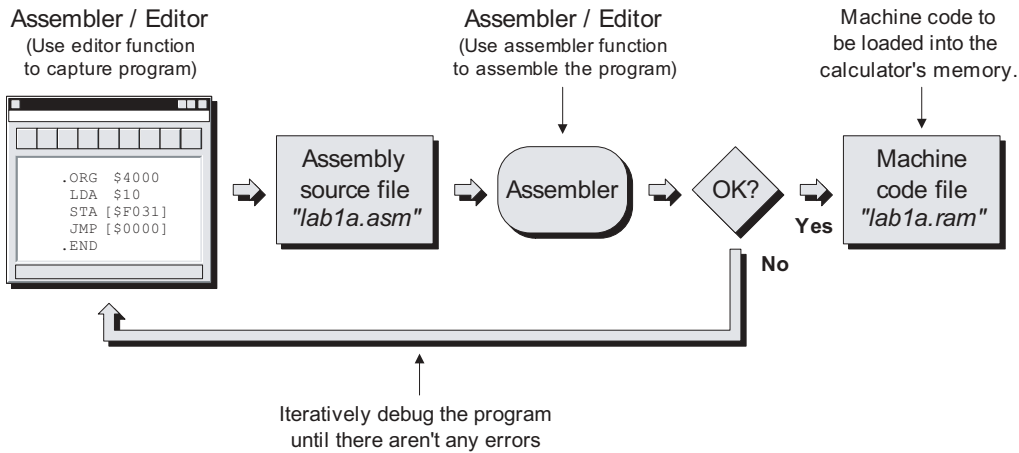 Assembler / Editor
(Use editor function
to capture program)
Assembler / Editor
(Use assembler function
to assemble the program)
Machine code to
be loaded into the
calculator's memory.
.ORG $4000
LDA $10
STA [$F031]
JMP [$0000]
.END
Assembly
source file
"lab1a.asm"
Assembler
OK?
Yes
No
Machine
code file
"lab1a.ram"
Iteratively debug the program
until there aren't any errors